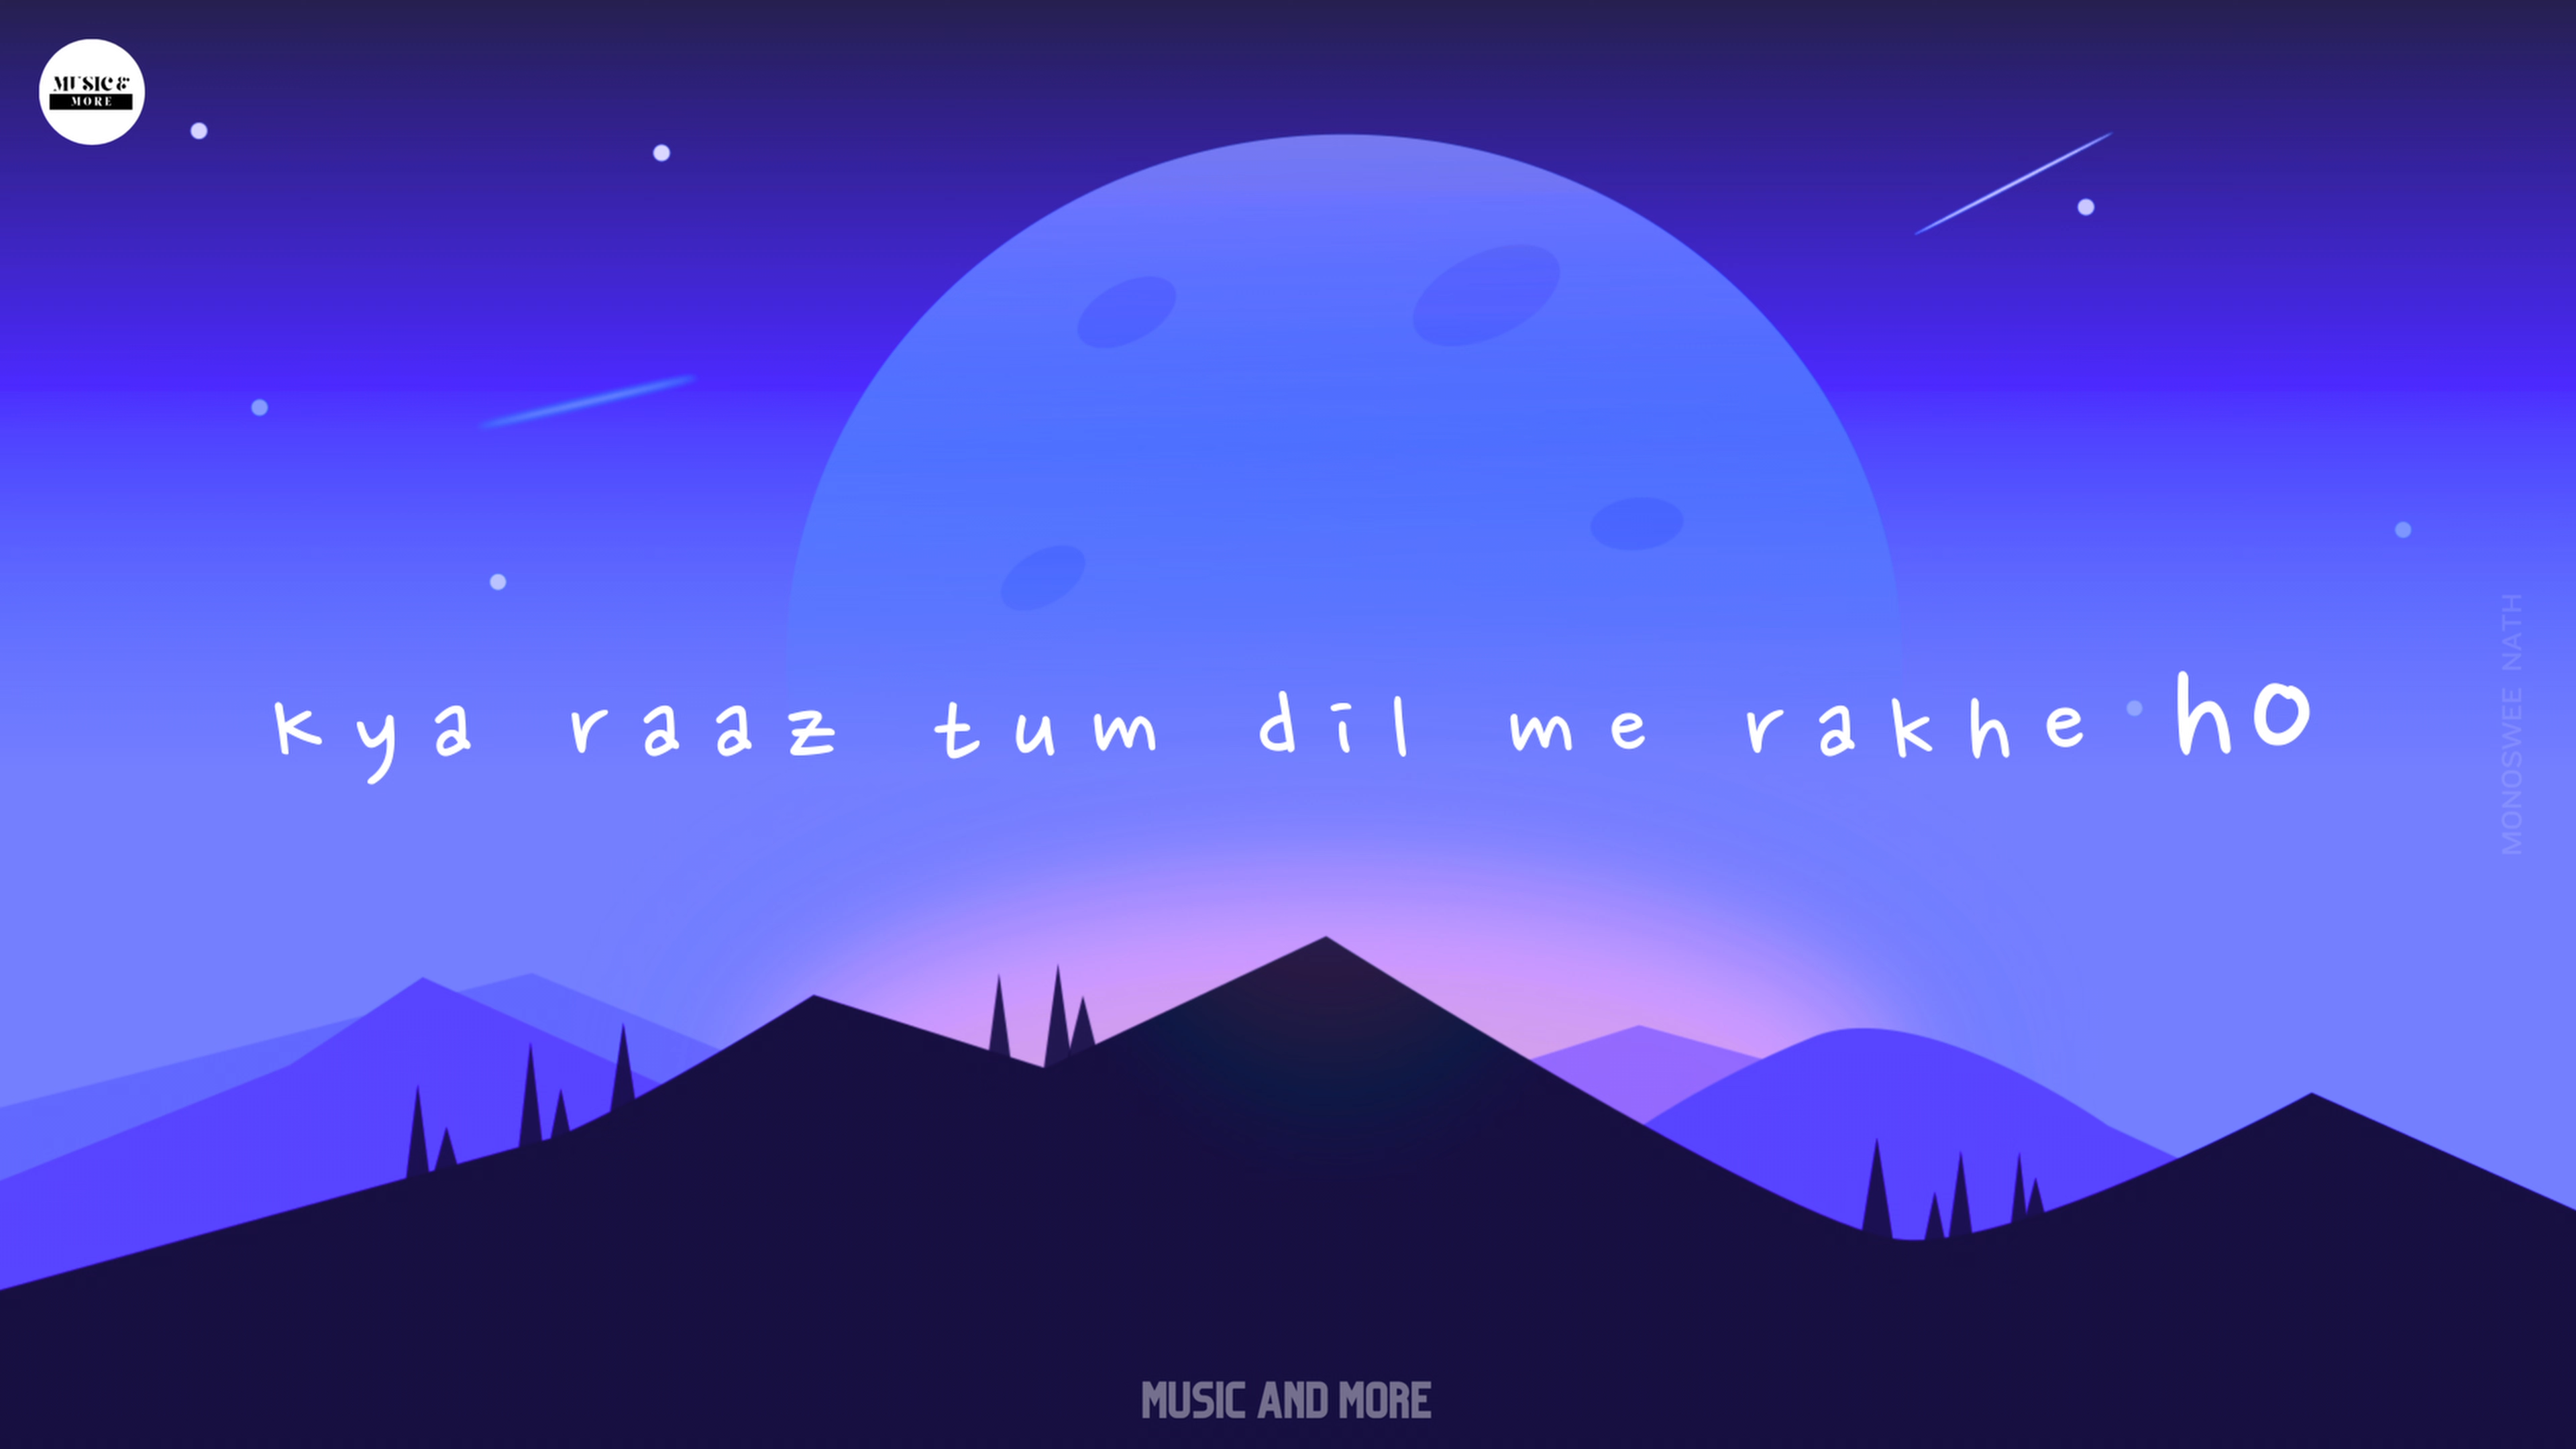 MUSIC &
MORE
kya raaz tum dil me rakhe ho
MONOSWEE NATH
MUSIC AND MORE